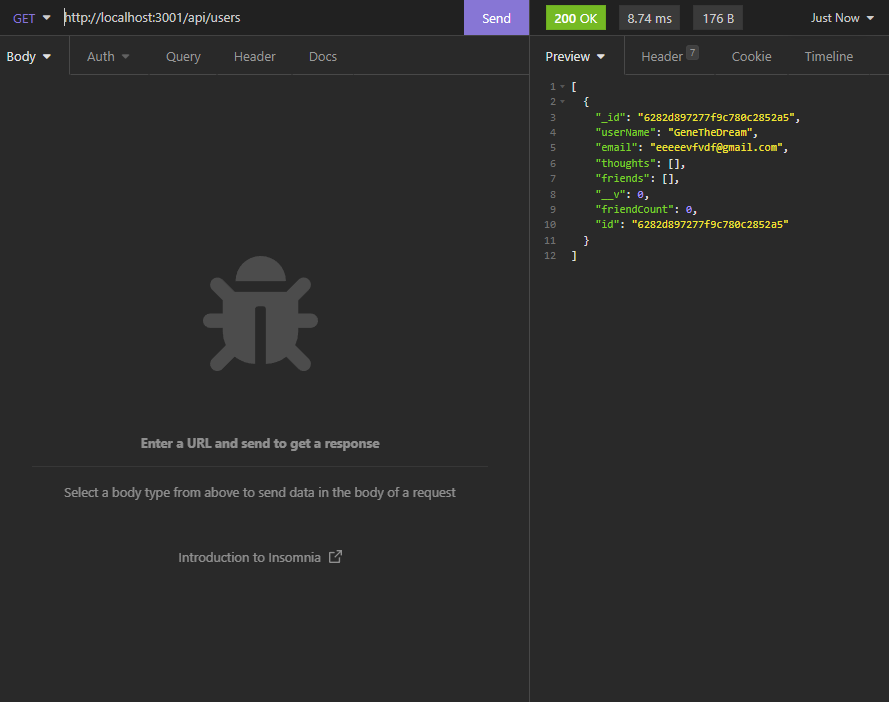 GET http://localhost:3001/api/users Send 200 OK 8.74 ms 176 B Just Now
Body Auth Query Header Docs
Preview Header 7 Cookie Timeline
1 [
2 {
3 "_id": "6282d897277f9c780c2852a5",
4 "userName": "GeneTheDream",
5 "email": "eeeeevfvdf@gmail.com",
6 "thoughts": [],
7 "friends": [],
8 "__v": 0,
9 "friendCount": 0,
10 "id": "6282d897277f9c780c2852a5"
11 }
12 ]
Enter a URL and send to get a response
Select a body type from above to send data in the body of a request
Introduction to Insomnia